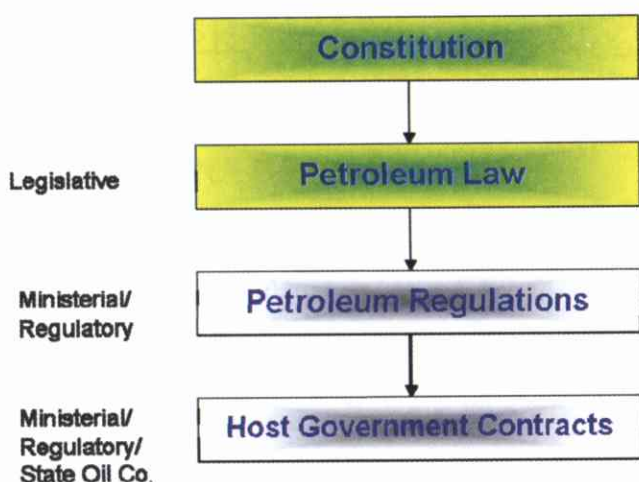 Constitution
Legislative
Petroleum Law
Ministerial/
Regulatory
Petroleum Regulations
Ministerial/
Regulatory/
State Oil Co.
Host Government Contracts